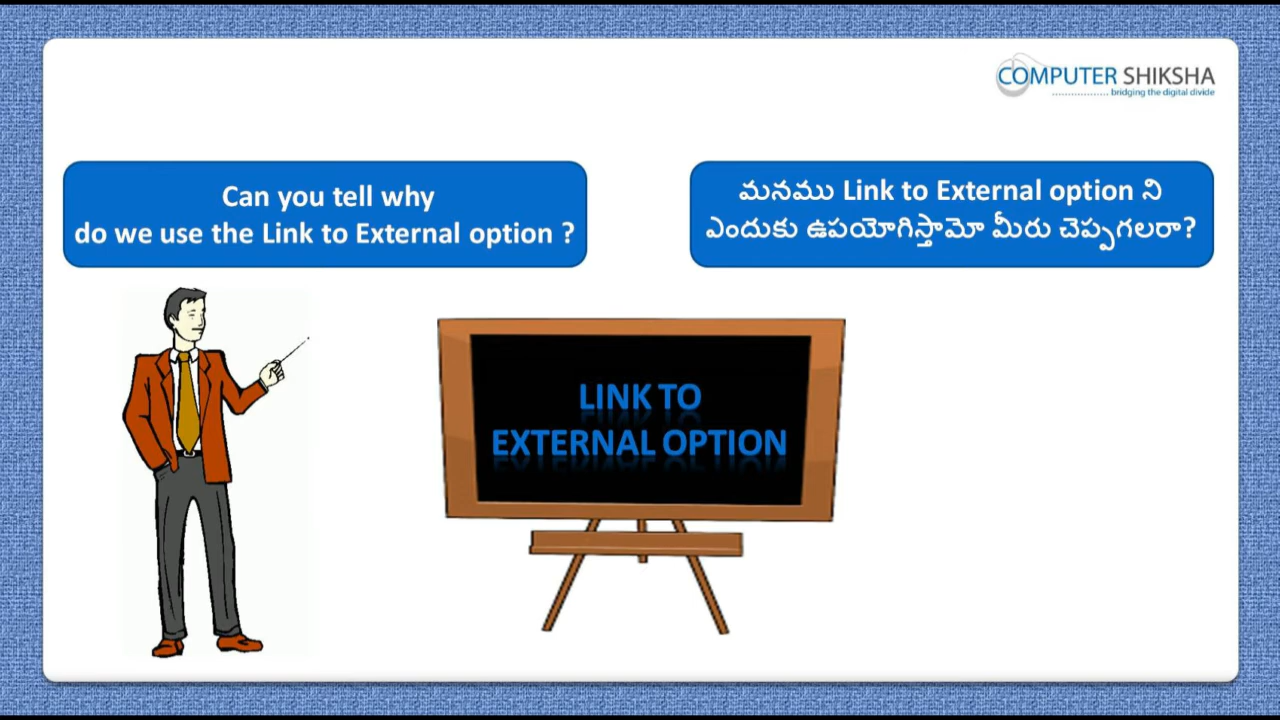 COMPUTER SHIKSHA
bridging the digital divide
Can you tell why
do we use the Link to External option ?
మనము Link to External option ని
ఎందుకు ఉపయోగిస్తామో మీరు చెప్పగలరా?
LINK TO
EXTERNAL OPTION